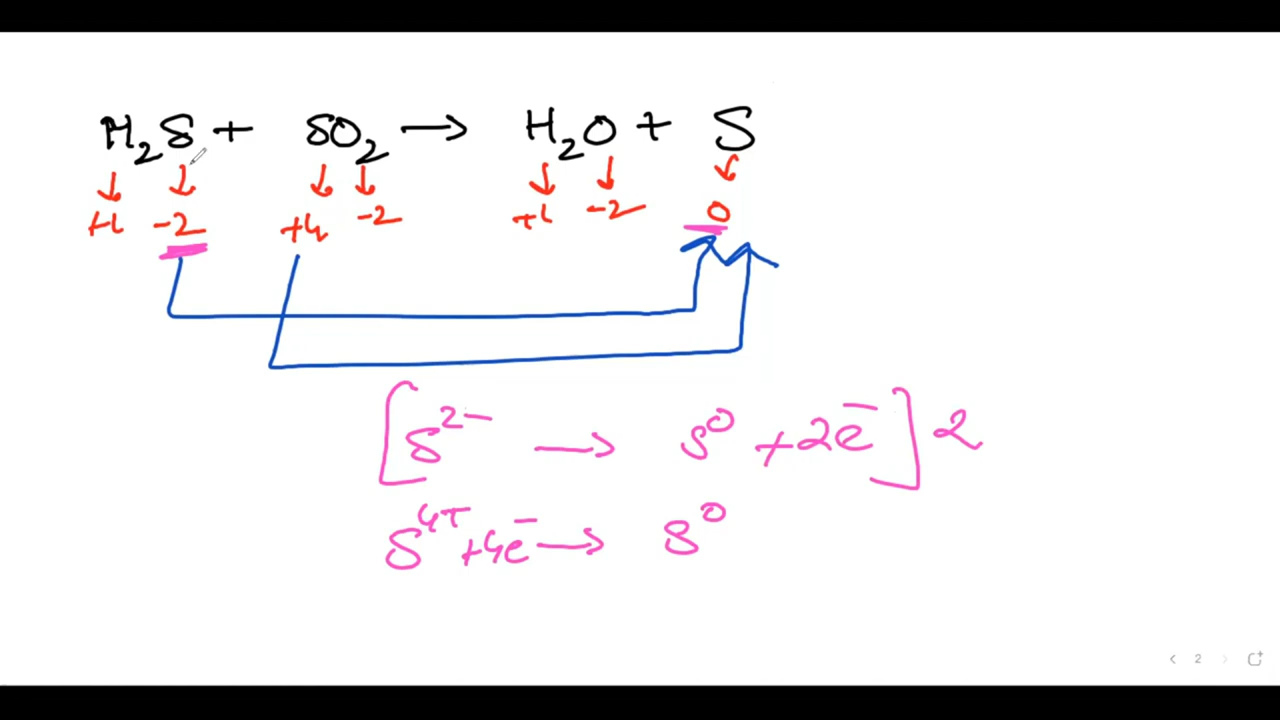 H₂S + SO₂ → H₂O + S
↓ ↓ ↓ ↓ ↓ ↓ ↓
+1 -2 +4 -2 +1 -2 0
[S²⁻ → S⁰ + 2e⁻] 2
S⁴⁺ + 4e⁻ → S⁰
< 2 >